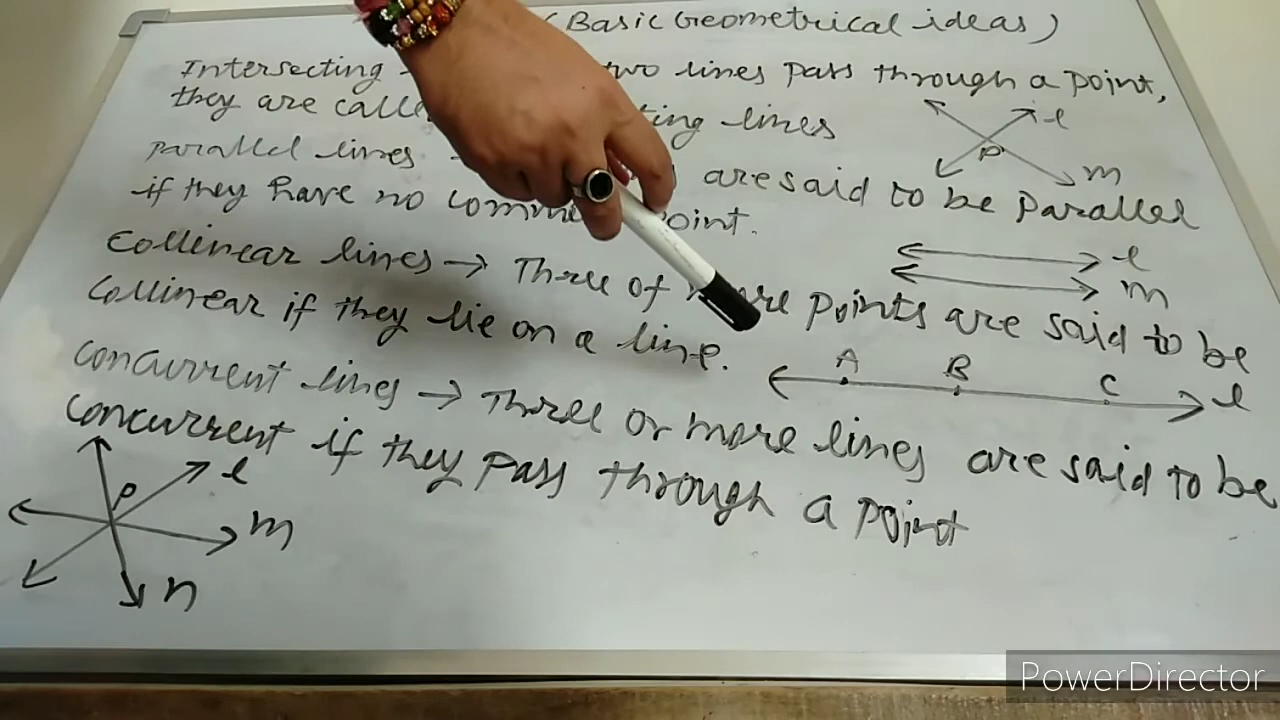 (Basic Geometrical ideas)
Intersecting two lines pass through a point,
they are calle ting lines
l
P
m
parallel lines are said to be parallel
if they have no comm point.
l
m
Collinear lines → Three of more points are said to be
collinear if they lie on a line.
A B C l
concurrent lines → Three or more lines are said to be
concurrent if they pass through a point
P l
m
n
PowerDirector